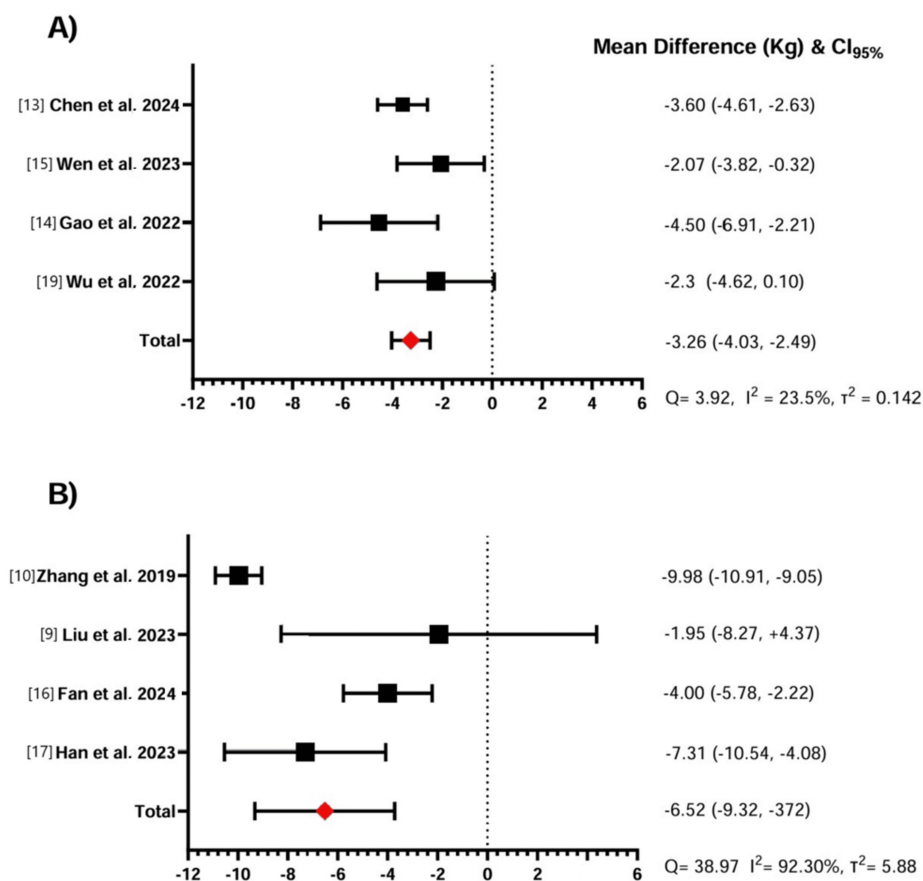 A)
Mean Difference (Kg) & CI95%
[13] Chen et al. 2024 -3.60 (-4.61, -2.63)
[15] Wen et al. 2023 -2.07 (-3.82, -0.32)
[14] Gao et al. 2022 -4.50 (-6.91, -2.21)
[19] Wu et al. 2022 -2.3 (-4.62, 0.10)
Total -3.26 (-4.03, -2.49)
-12 -10 -8 -6 -4 -2 0 2 4 6
Q= 3.92, I² = 23.5%, τ² = 0.142
B)
[10]Zhang et al. 2019 -9.98 (-10.91, -9.05)
[9] Liu et al. 2023 -1.95 (-8.27, +4.37)
[16] Fan et al. 2024 -4.00 (-5.78, -2.22)
[17] Han et al. 2023 -7.31 (-10.54, -4.08)
Total -6.52 (-9.32, -372)
-12 -10 -8 -6 -4 -2 0 2 4 6
Q= 38.97 I²= 92.30%, τ²= 5.88